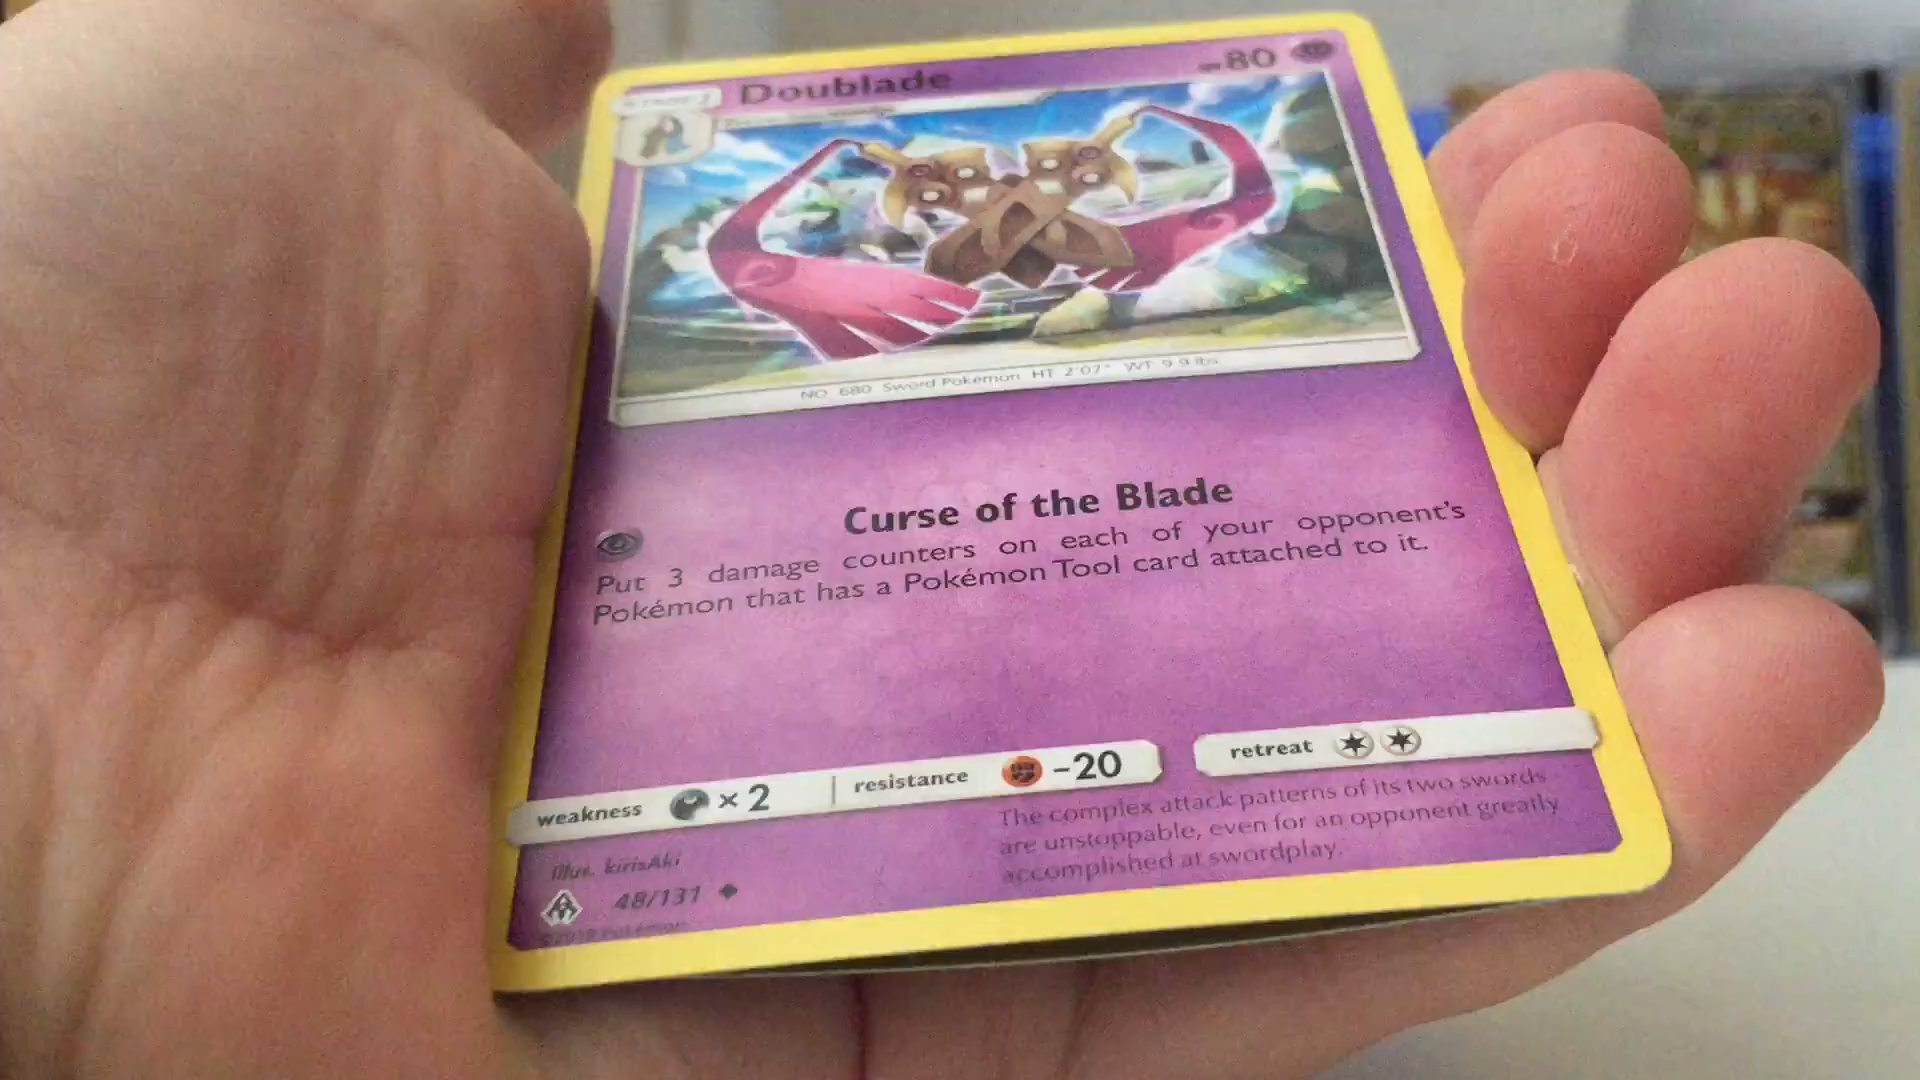 Doublade
80
NO. 680 Sword Pokémon HT 2'07" WT 9.9 lbs
Curse of the Blade
Put 3 damage counters on each of your opponent's
Pokémon that has a Pokémon Tool card attached to it.
weakness ×2 resistance -20
retreat
The complex attack patterns of its two swords
are unstoppable, even for an opponent greatly
accomplished at swordplay.
Illus. kirisAki
48/131